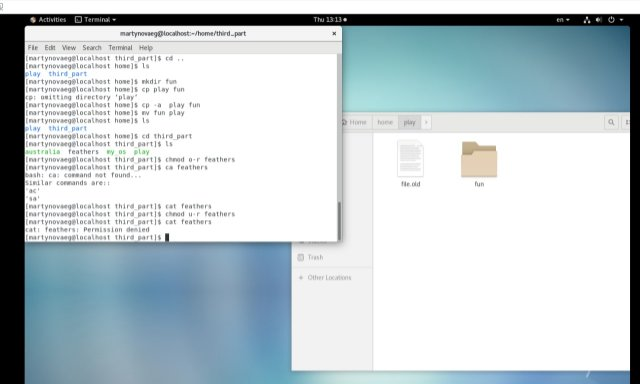 Activities
Terminal
Thu 13:13
en
martynovaeg@localhost:~/home/third_part
File Edit View Search Terminal Help
[martynovaeg@localhost third_part]$ cd ..
[martynovaeg@localhost home]$ ls
play third_part
[martynovaeg@localhost home]$ mkdir fun
[martynovaeg@localhost home]$ cp play fun
cp: omitting directory 'play'
[martynovaeg@localhost home]$ cp -a play fun
[martynovaeg@localhost home]$ mv fun play
[martynovaeg@localhost home]$ ls
play third_part
[martynovaeg@localhost home]$ cd third_part
[martynovaeg@localhost third_part]$ ls
australia feathers my_os play
[martynovaeg@localhost third_part]$ chmod o-r feathers
[martynovaeg@localhost third_part]$ ca feathers
bash: ca: command not found...
Similar commands are::
'ac'
'sa'
[martynovaeg@localhost third_part]$ cat feathers
[martynovaeg@localhost third_part]$ chmod u-r feathers
[martynovaeg@localhost third_part]$ cat feathers
cat: feathers: Permission denied
[martynovaeg@localhost third_part]$
Home home play
file.old
fun
Trash
+ Other Locations